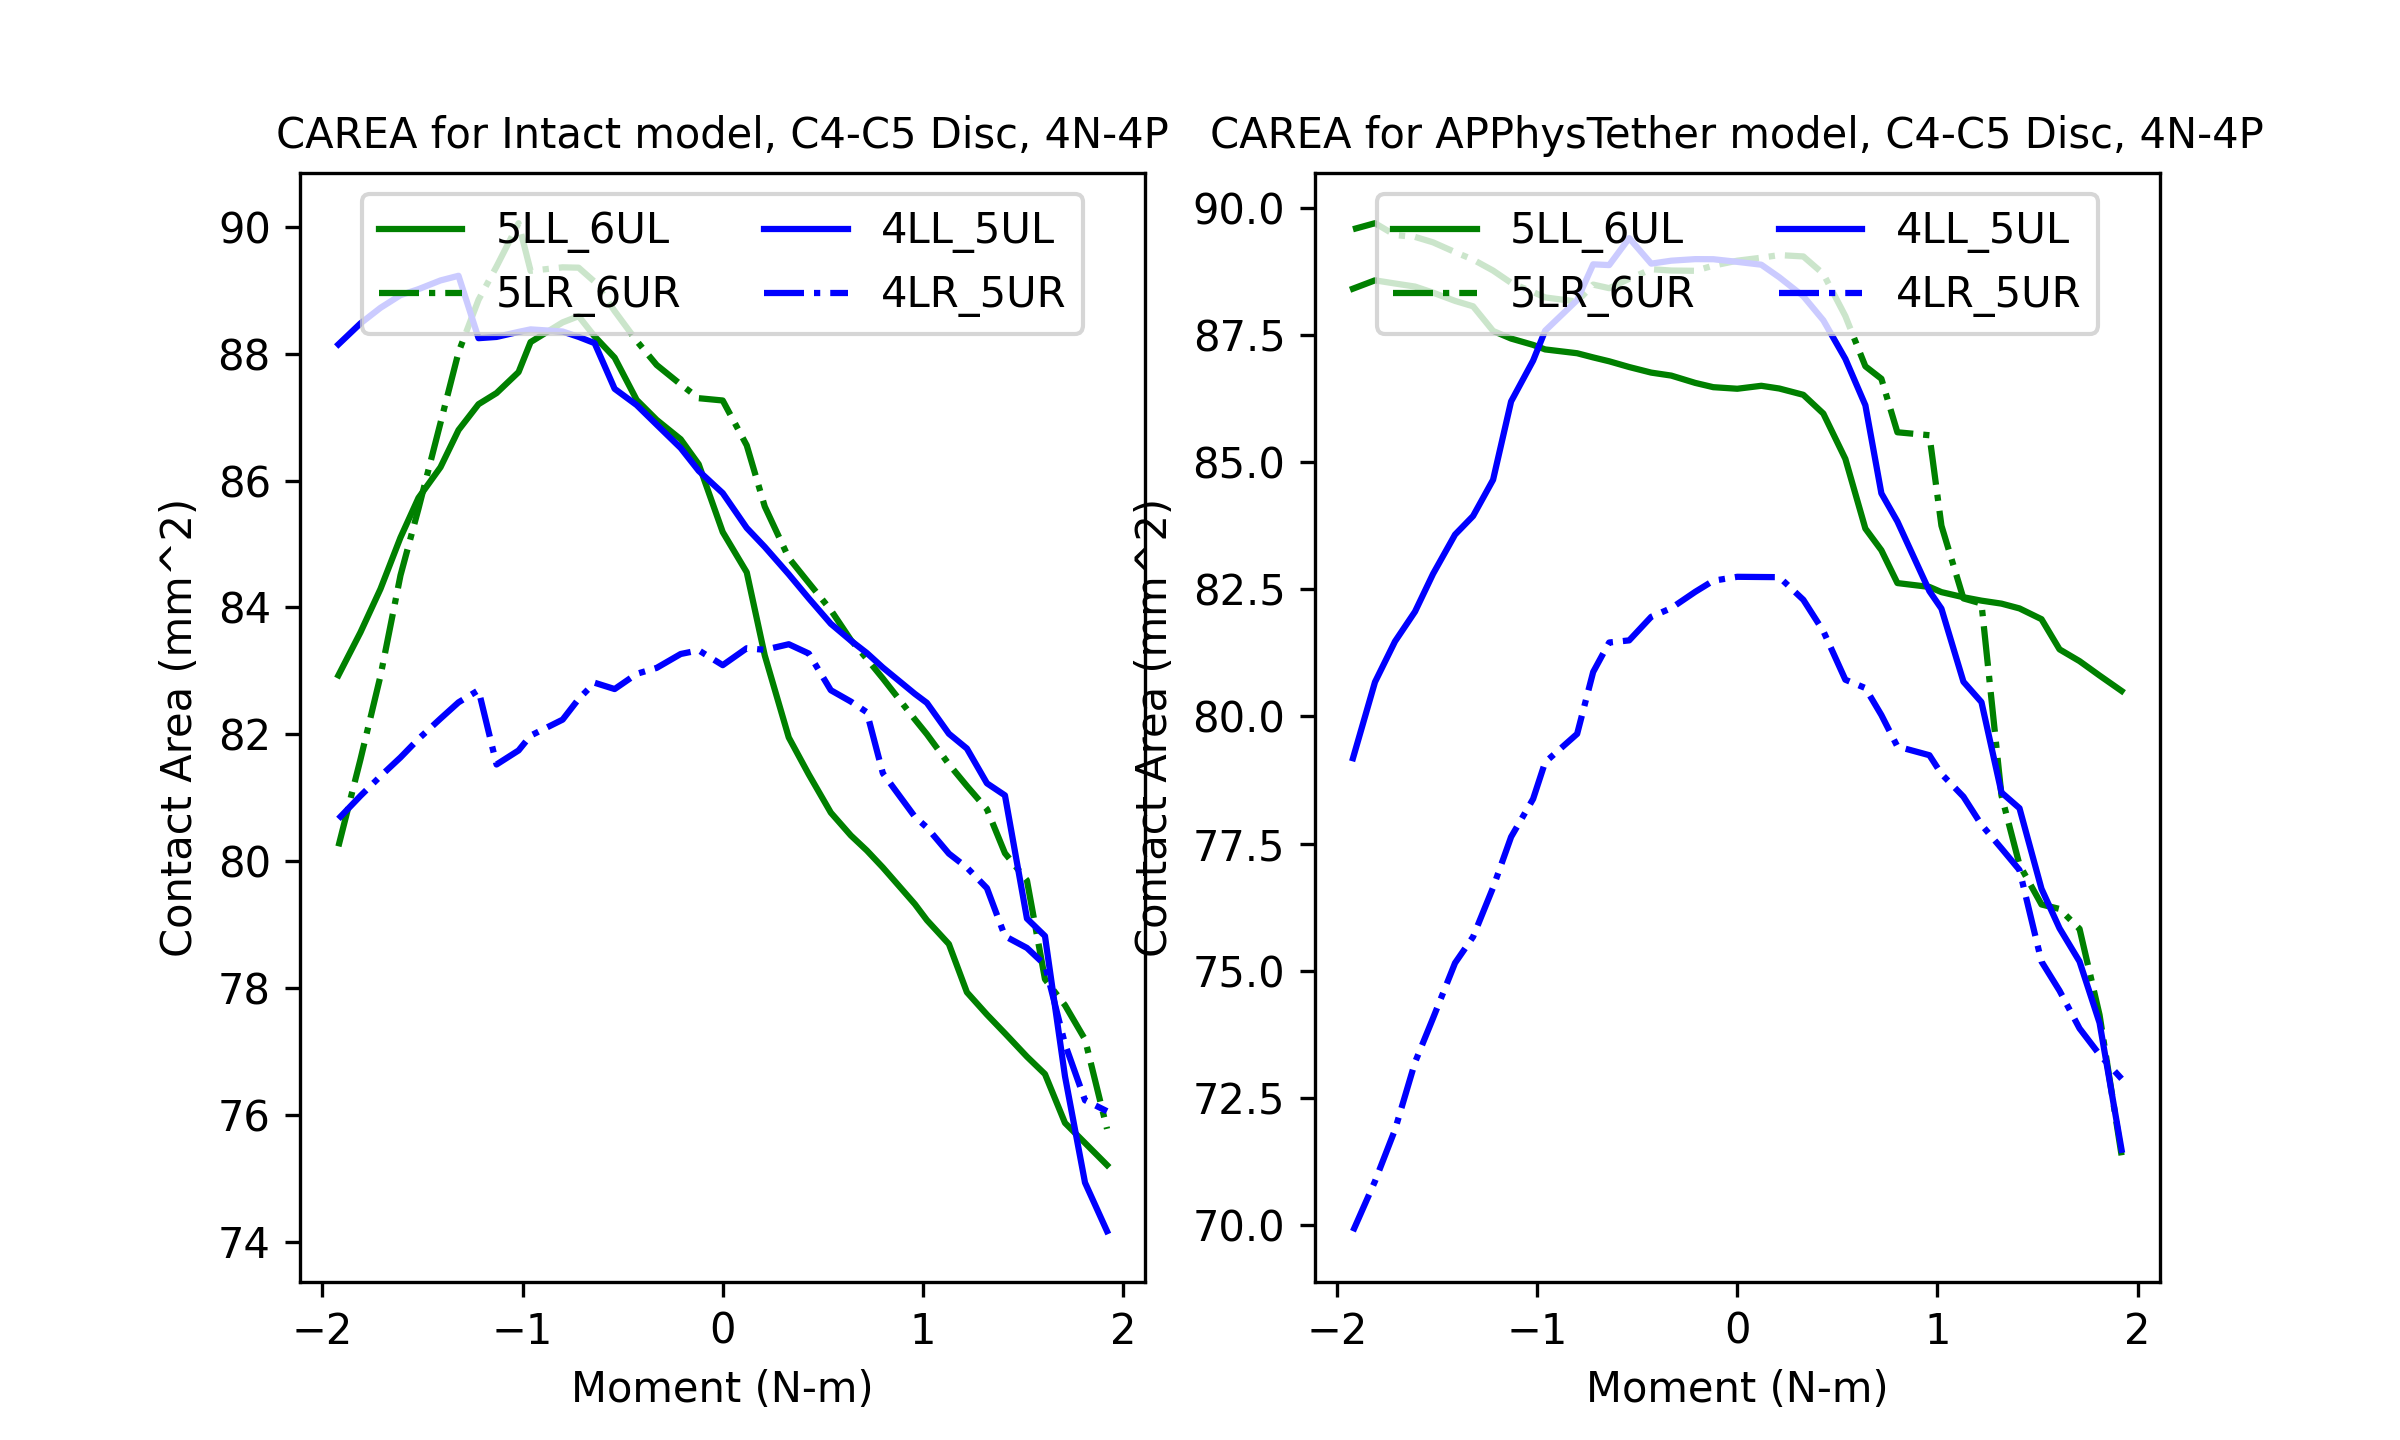 CAREA for Intact model, C4-C5 Disc, 4N-4P
5LL_6UL
5LR_6UR
4LL_5UL
4LR_5UR
90
88
86
84
82
80
78
76
74
Contact Area (mm^2)
−2
−1
0
1
2
Moment (N-m)
CAREA for APPhysTether model, C4-C5 Disc, 4N-4P
5LL_6UL
5LR_6UR
4LL_5UL
4LR_5UR
90.0
87.5
85.0
82.5
80.0
77.5
75.0
72.5
70.0
Contact Area (mm^2)
−2
−1
0
1
2
Moment (N-m)